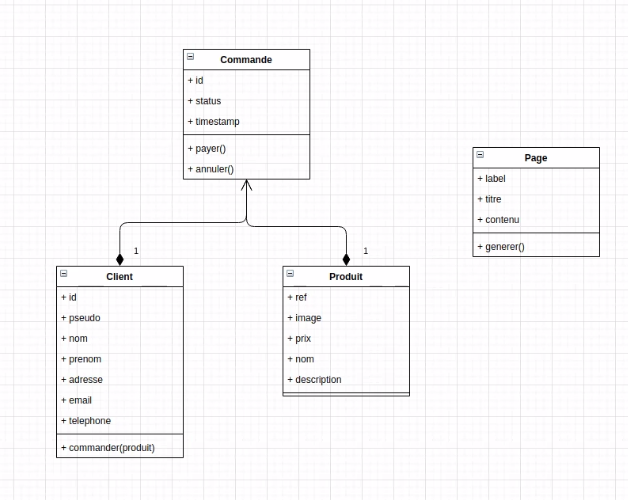 Commande
+ id
+ status
+ timestamp
+ payer()
+ annuler()
Page
+ label
+ titre
+ contenu
+ generer()
1
1
Client
+ id
+ pseudo
+ nom
+ prenom
+ adresse
+ email
+ telephone
+ commander(produit)
Produit
+ ref
+ image
+ prix
+ nom
+ description